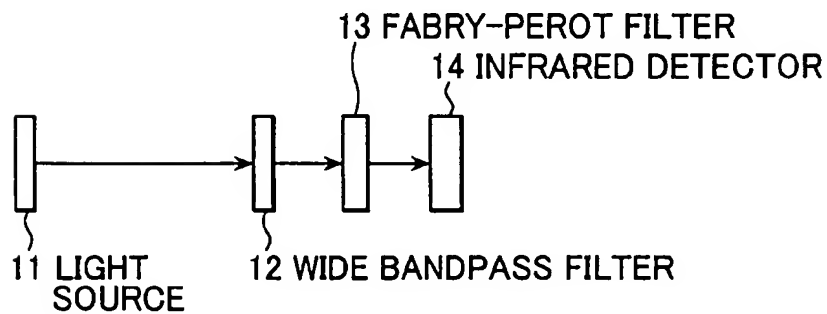 13 FABRY-PEROT FILTER
14 INFRARED DETECTOR
11 LIGHT
SOURCE
12 WIDE BANDPASS FILTER